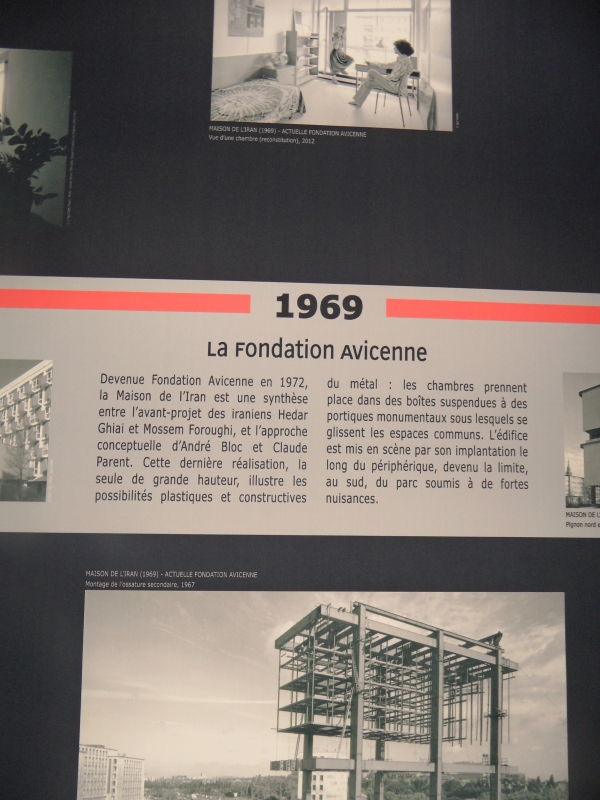 MAISON DE L'IRAN (1969) - ACTUELLE FONDATION AVICENNE
Vue d'une chambre (reconstitution), 2012
1969
La Fondation Avicenne
Devenue Fondation Avicenne en 1972,
la Maison de l'Iran est une synthèse
entre l'avant-projet des iraniens Hedar
Ghiai et Mossem Foroughi, et l'approche
conceptuelle d'André Bloc et Claude
Parent. Cette dernière réalisation, la
seule de grande hauteur, illustre les
possibilités plastiques et constructives
du métal : les chambres prennent
place dans des boîtes suspendues à des
portiques monumentaux sous lesquels se
glissent les espaces communs. L'édifice
est mis en scène par son implantation le
long du périphérique, devenu la limite,
au sud, du parc soumis à de fortes
nuisances.
MAISON DE L'
Pignon nord e
MAISON DE L'IRAN (1969) - ACTUELLE FONDATION AVICENNE
Montage de l'ossature secondaire, 1967